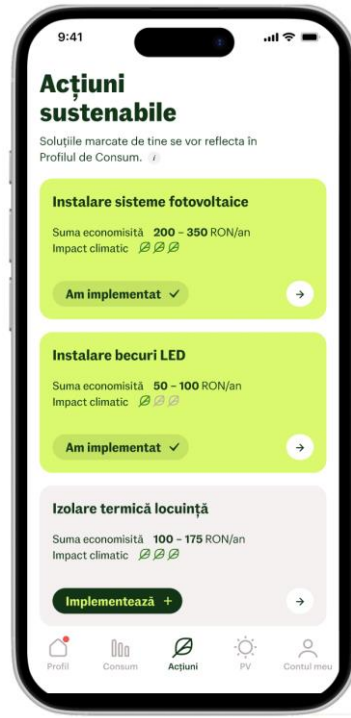 9:41
Acțiuni
sustenabile
Soluțiile marcate de tine se vor reflecta în
Profilul de Consum. i
Instalare sisteme fotovoltaice
Suma economisită 200 – 350 RON/an
Impact climatic
Am implementat
Instalare becuri LED
Suma economisită 50 – 100 RON/an
Impact climatic
Am implementat
Izolare termică locuință
Suma economisită 100 – 175 RON/an
Impact climatic
Implementează +
Profil Consum Acțiuni PV Contul meu